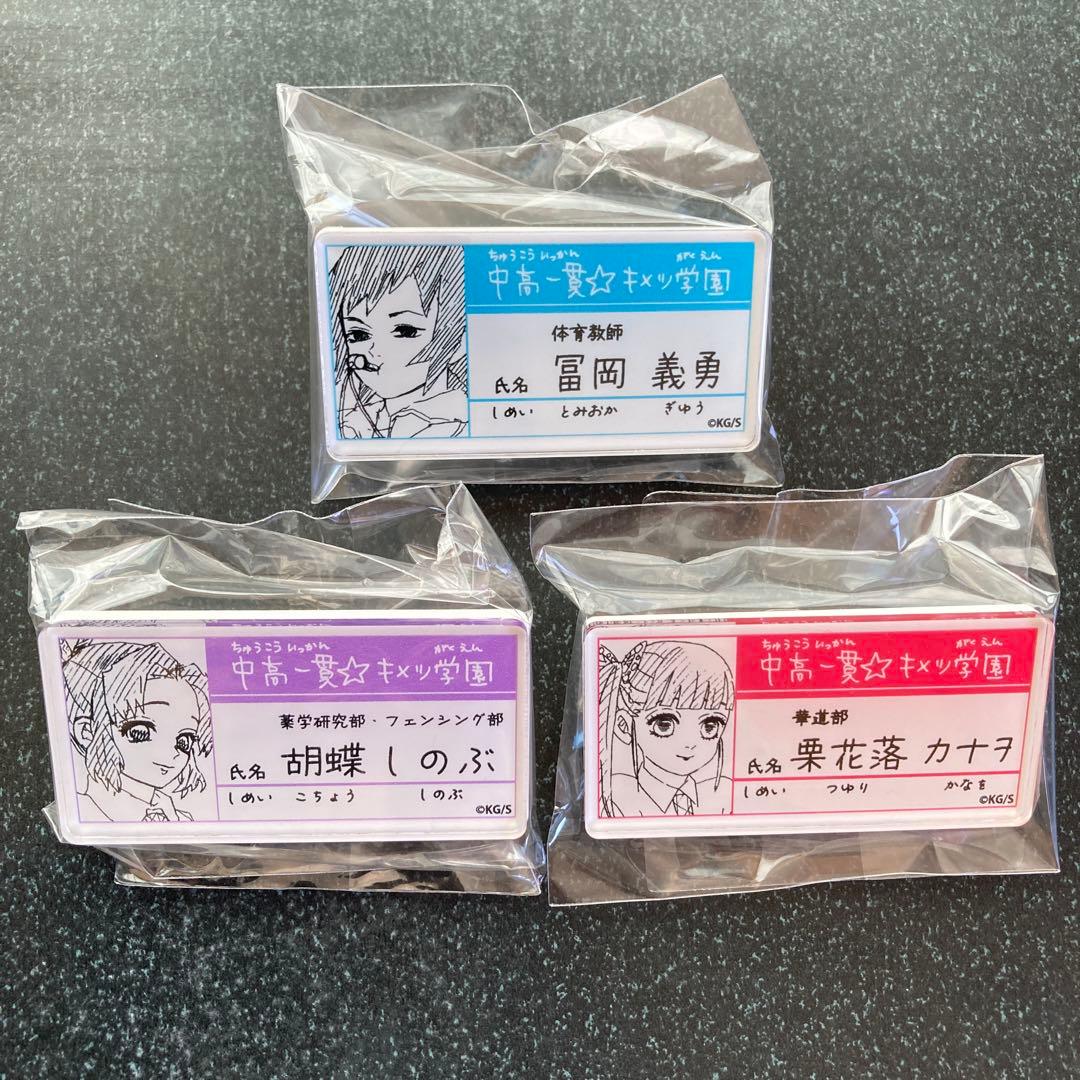 ちゅうこう いっかん がくえん
中高一貫☆キメツ学園
体育教師
氏名 冨岡 義勇
しめい とみおか ぎゆう
©KG/S
ちゅうこう いっかん がくえん
中高一貫☆キメツ学園
薬学研究部・フェンシング部
氏名 胡蝶 しのぶ
しめい こちょう しのぶ
©KG/S
ちゅうこう いっかん がくえん
中高一貫☆キメツ学園
華道部
氏名 栗花落 カナヲ
しめい つゆり かなを
©KG/S